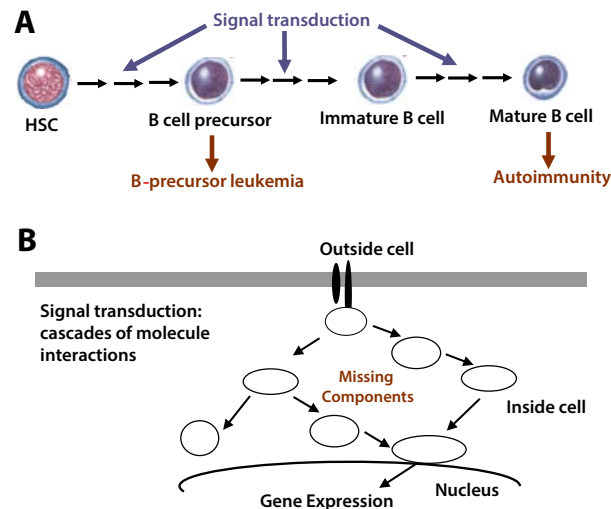 A
Signal transduction
HSC
B cell precursor
Immature B cell
Mature B cell
B-precursor leukemia
Autoimmunity
B
Outside cell
Signal transduction:
cascades of molecule
interactions
Missing
Components
Inside cell
Nucleus
Gene Expression